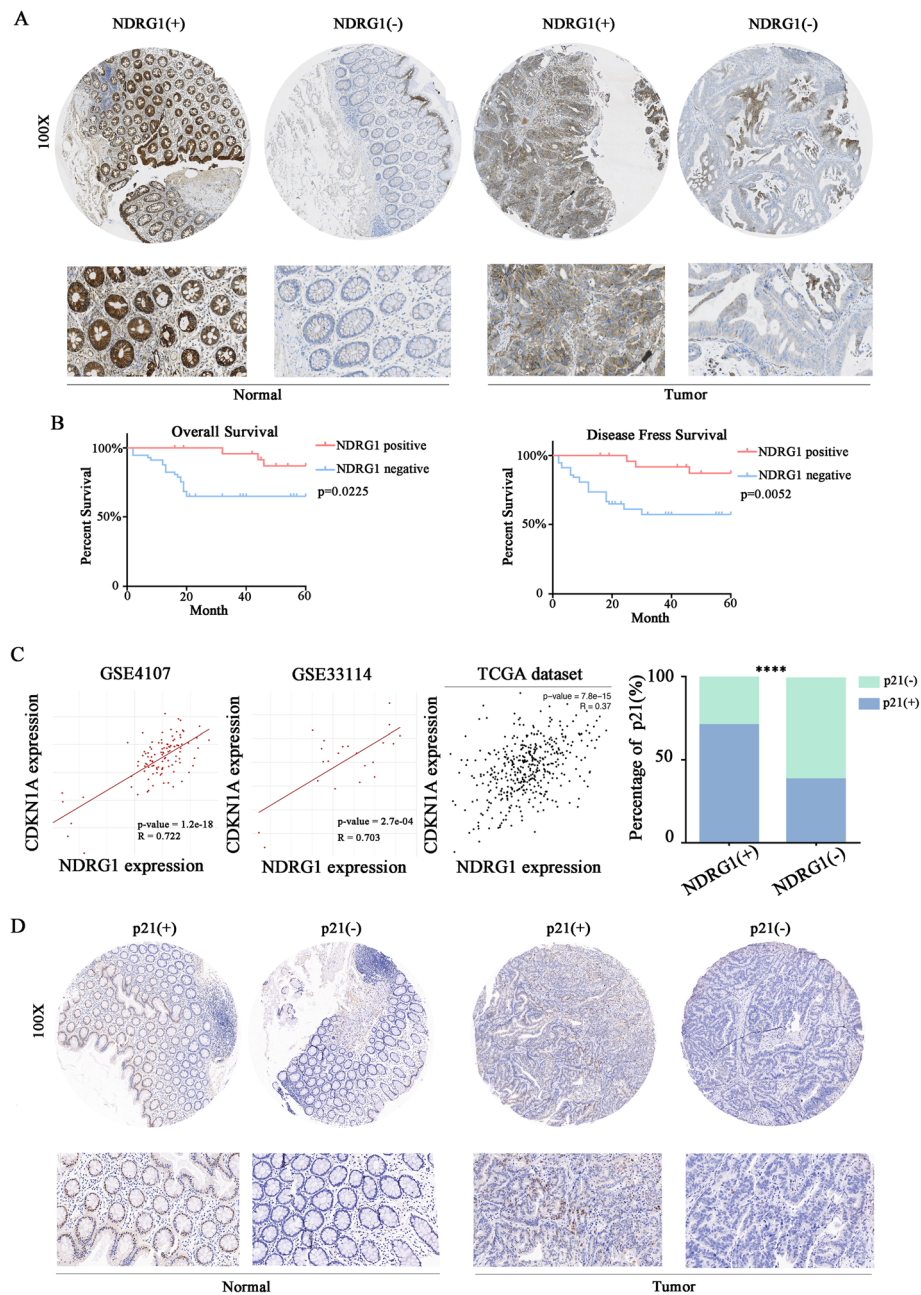 A
NDRG1(+) NDRG1(-) NDRG1(+) NDRG1(-)
100X
Normal Tumor
B
Overall Survival
NDRG1 positive
NDRG1 negative
p=0.0225
100%
50%
0
Percent Survival
0 20 40 60
Month
Disease Fress Survival
NDRG1 positive
NDRG1 negative
p=0.0052
100%
50%
0
Percent Survival
0 20 40 60
Month
C
GSE4107
CDKN1A expression
p-value = 1.2e-18
R = 0.722
NDRG1 expression
GSE33114
CDKN1A expression
p-value = 2.7e-04
R = 0.703
NDRG1 expression
TCGA dataset
p-value = 7.8e-15
R = 0.37
CDKN1A expression
NDRG1 expression
****
p21(-)
p21(+)
Percentage of p21(%)
100
50
0
NDRG1(+) NDRG1(-)
D
p21(+) p21(-) p21(+) p21(-)
100X
Normal Tumor